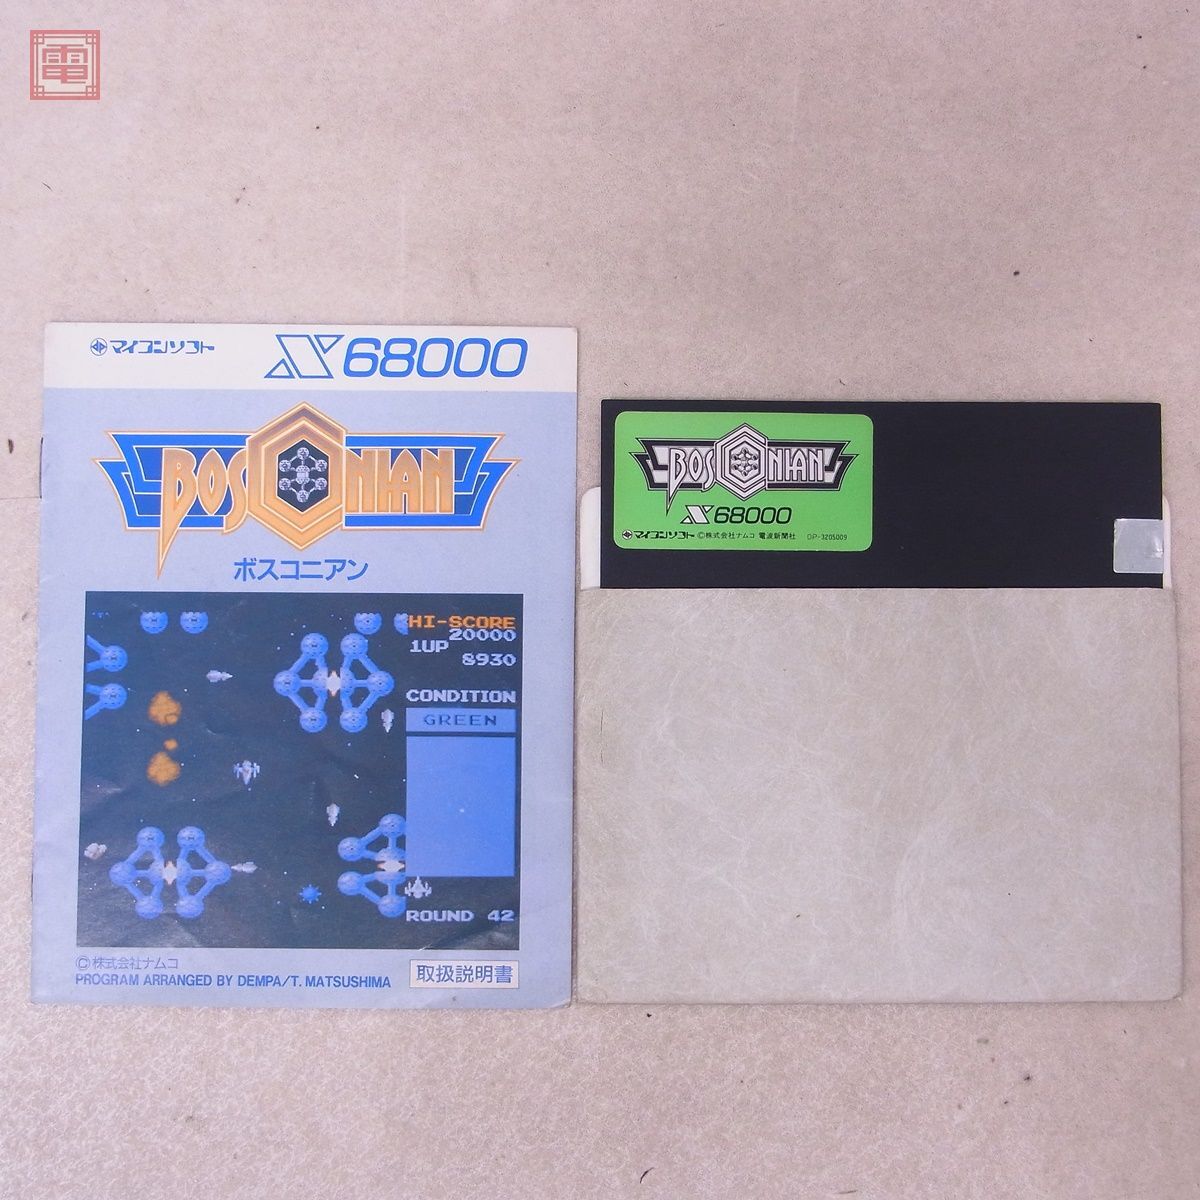 電
マイコンソフト
X68000
BOSCONIAN
ボスコニアン
HI-SCORE
20000
1UP
8930
CONDITION
GREEN
ROUND 42
©株式会社ナムコ
PROGRAM ARRANGED BY DEMPA/T. MATSUSHIMA
取扱説明書
BOSCONIAN
X68000
マイコンソフト ©株式会社ナムコ 電波新聞社 DP-3205009